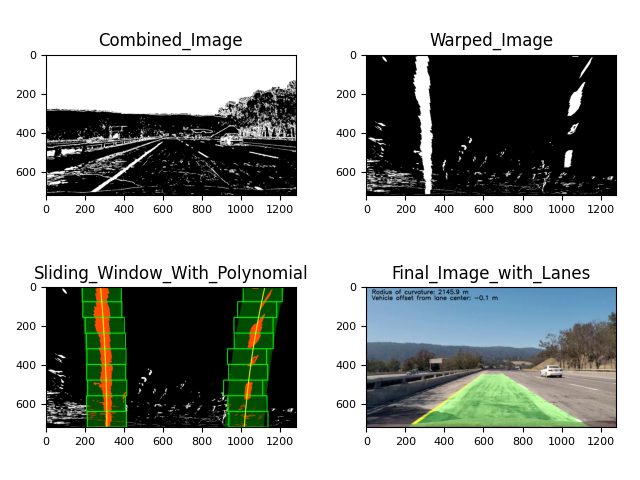 Combined_Image
0
200
400
600
0 200 400 600 800 1000 1200
Warped_Image
0
200
400
600
0 200 400 600 800 1000 1200
Sliding_Window_With_Polynomial
0
200
400
600
0 200 400 600 800 1000 1200
Final_Image_with_Lanes
0
Radius of curvature: 2145.9 m
Vehicle offset from lane center: −0.1 m
200
400
600
0 200 400 600 800 1000 1200